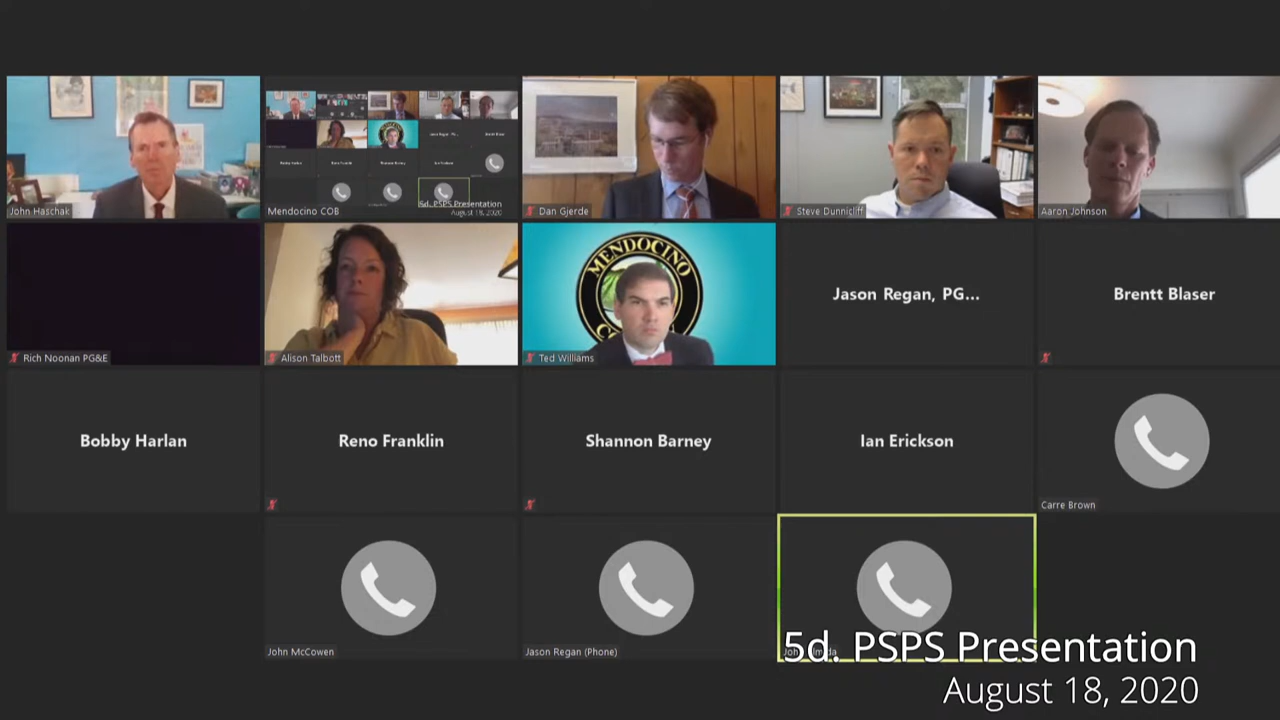 John Haschak
Mendocino COB
5d. PSPS Presentation
August 18, 2020
Dan Gjerde
Steve Dunnicliff
Aaron Johnson
Rich Noonan PG&E
Alison Talbott
MENDOCINO
Ted Williams
Jason Regan, PG...
Brentt Blaser
Bobby Harlan
Reno Franklin
Shannon Barney
Ian Erickson
Carre Brown
John McCowen
Jason Regan (Phone)
5d. PSPS Presentation
August 18, 2020